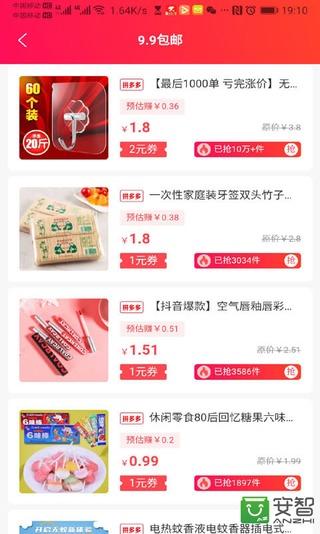 中国移动
中国移动
1.64K/s
19:10
9.9包邮
60
个装
净重
20斤
拼多多 【最后1000单 亏完涨价】无...
预估赚￥0.36
￥1.8 原价￥3.8
2元券 已抢10万+件 抢
拼多多 一次性家庭装牙签双头竹子...
预估赚￥0.38
￥1.8 原价￥2.8
1元券 已抢3034件 抢
拼多多 【抖音爆款】空气唇釉唇彩...
预估赚￥0.51
￥1.51 原价￥2.51
1元券 已抢3586件 抢
6味棒
6味棒
拼多多 休闲零食80后回忆糖果六味...
预估赚￥0.2
￥0.99 原价￥1.99
1元券 已抢1897件 抢
拼多多 电热蚊香液电蚊香器插电式...
安智
ANZHI